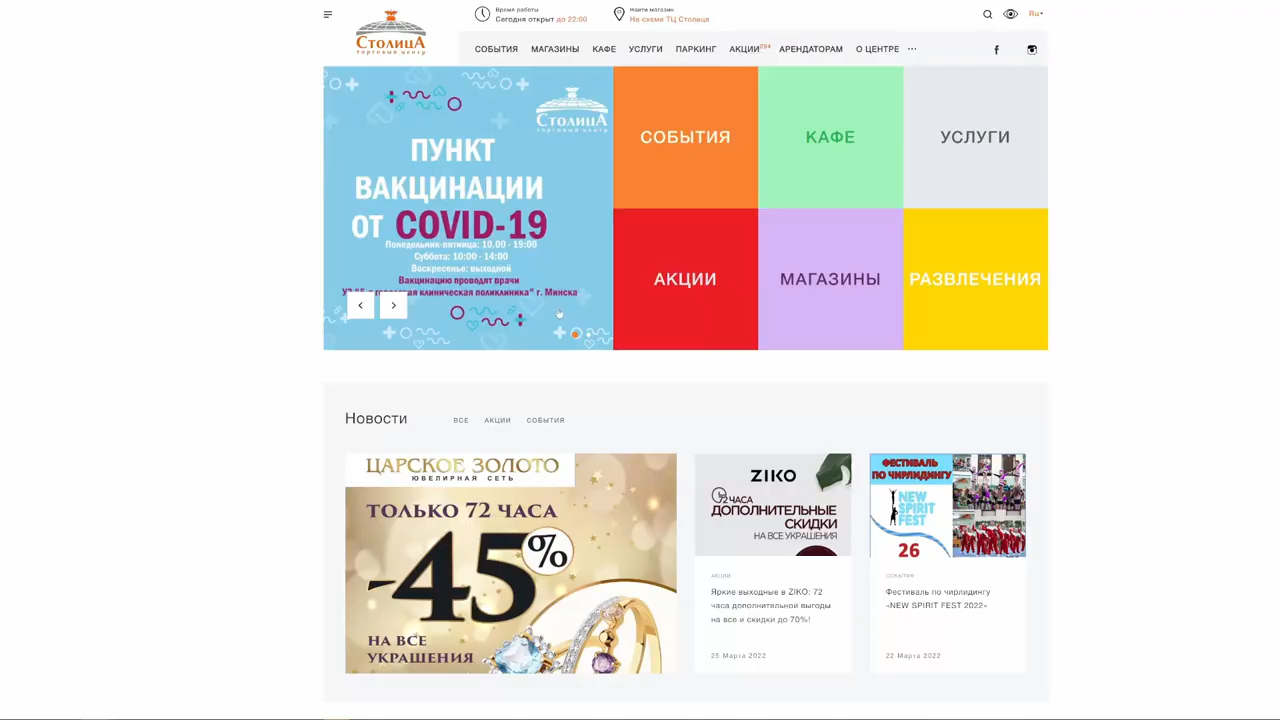 Время работы
Сегодня открыт до 22:00
Найти магазин
На схеме ТЦ Столица
Ru
СтолицА
торговый центр
СОБЫТИЯ МАГАЗИНЫ КАФЕ УСЛУГИ ПАРКИНГ АКЦИИ 294 АРЕНДАТОРАМ О ЦЕНТРЕ ...
СтолицА
торговый центр
ПУНКТ
ВАКЦИНАЦИИ
ОТ COVID-19
Понедельник-пятница: 10.00 - 19:00
Суббота: 10:00 - 14:00
Воскресенье: выходной
Вакцинацию проводят врачи
городская клиническая поликлиника" г. Минска
СОБЫТИЯ
КАФЕ
УСЛУГИ
АКЦИИ
МАГАЗИНЫ
РАЗВЛЕЧЕНИЯ
Новости
ВСЕ АКЦИИ СОБЫТИЯ
ЦАРСКОЕ ЗОЛОТО
ЮВЕЛИРНАЯ СЕТЬ
ТОЛЬКО 72 ЧАСА
-45%
НА ВСЕ
УКРАШЕНИЯ
ZIKO
72 ЧАСА
ДОПОЛНИТЕЛЬНЫЕ
СКИДКИ
НА ВСЕ УКРАШЕНИЯ
АКЦИИ
Яркие выходные в ZIKO: 72
часа дополнительной выгоды
на все и скидки до 70%!
25 Марта 2022
ФЕСТИВАЛЬ
ПО ЧИРЛИДИНГУ
NEW
SPIRIT
FEST
26
СОБЫТИЯ
Фестиваль по чирлидингу
«NEW SPIRIT FEST 2022»
22 Марта 2022